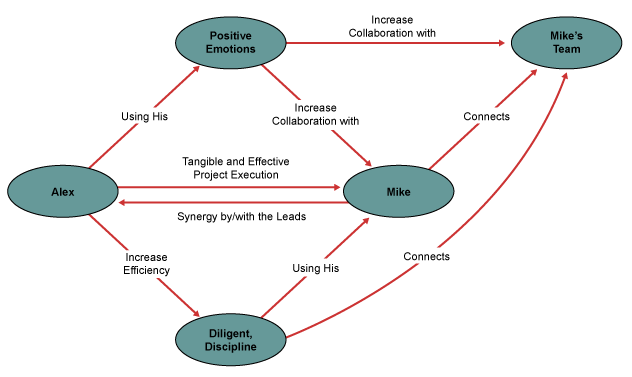 Increase
Collaboration with
Positive
Emotions
Mike's
Team
Using His
Increase
Collaboration with
Connects
Tangible and Effective
Project Execution
Alex
Mike
Synergy by/with the Leads
Increase
Efficiency
Using His
Connects
Diligent,
Discipline